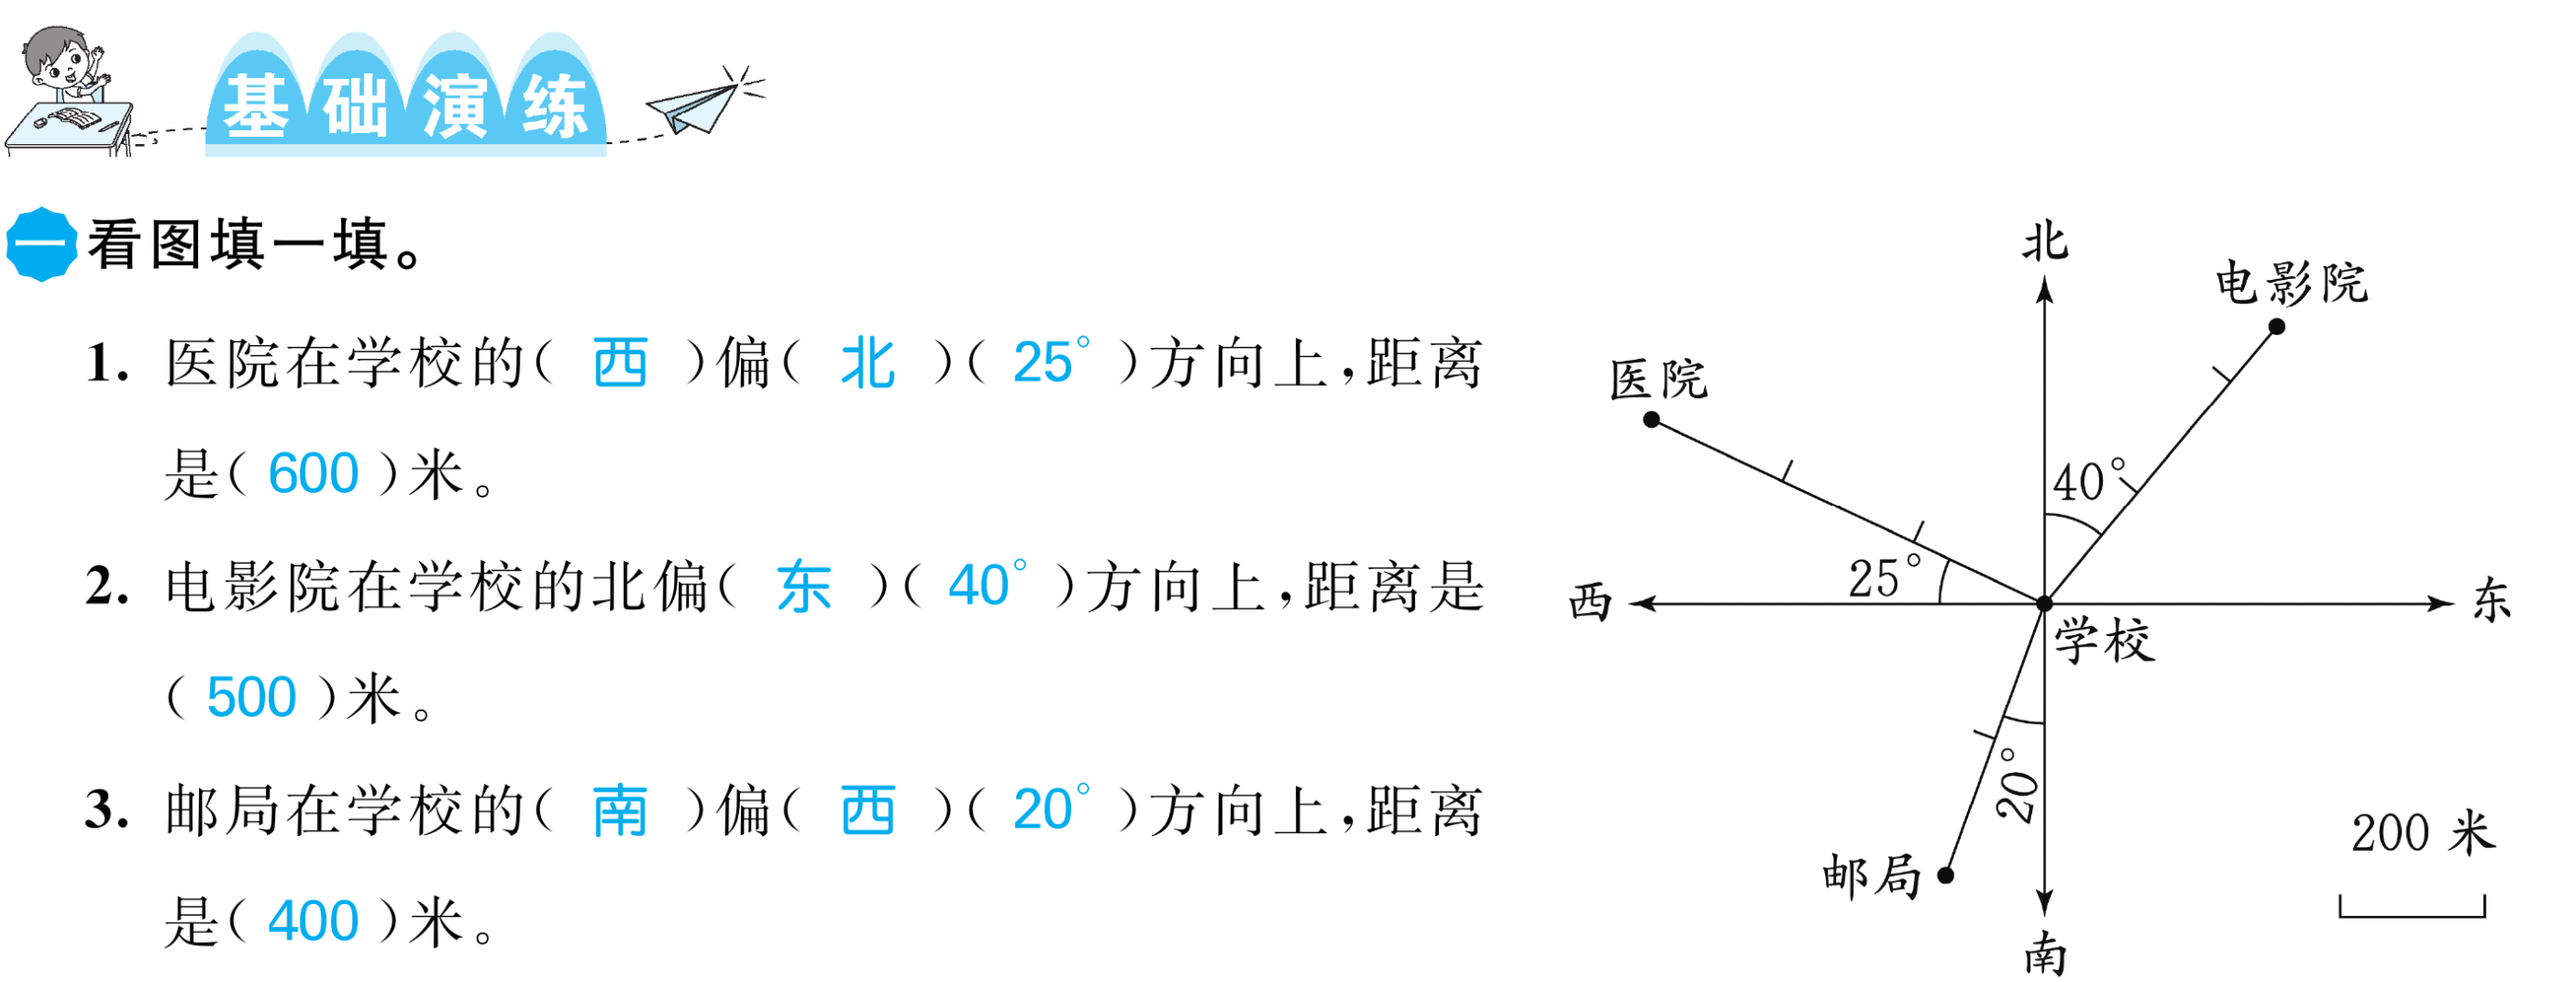 基础演练
一 看图填一填。
1. 医院在学校的( 西 )偏( 北 )( 25° )方向上,距离
是( 600 )米。
2. 电影院在学校的北偏( 东 )( 40° )方向上,距离是
( 500 )米。
3. 邮局在学校的( 南 )偏( 西 )( 20° )方向上,距离
是( 400 )米。
北
电影院
医院
40°
25°
西
东
学校
20°
200 米
邮局
南